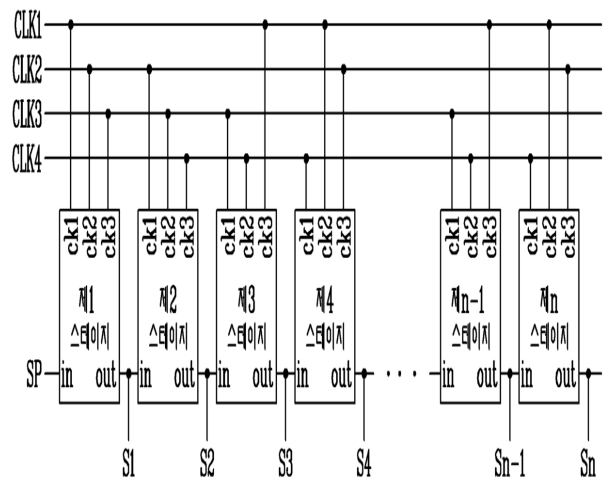 CLK1
CLK2
CLK3
CLK4
ck1 ck2 ck3 ck1 ck2 ck3 ck1 ck2 ck3 ck1 ck2 ck3 ck1 ck2 ck3 ck1 ck2 ck3
제1 제2 제3 제4 제n-1 제n
스테이지 스테이지 스테이지 스테이지 스테이지 스테이지
SP in out in out in out in out · · · · in out in out
S1 S2 S3 S4 Sn-1 Sn